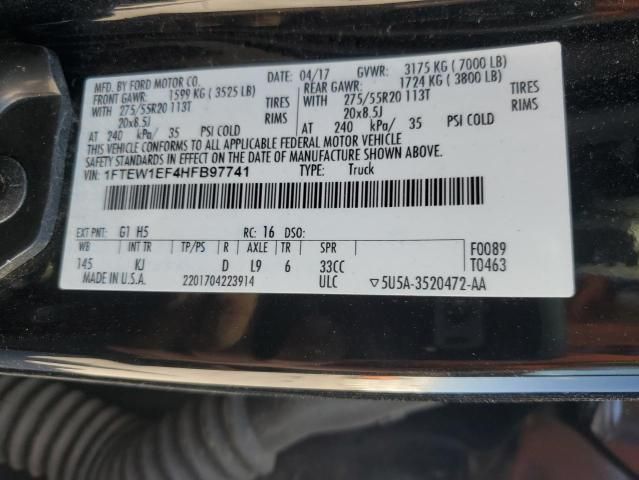 MFD. BY FORD MOTOR CO.
DATE: 04/17 GVWR: 3175 KG ( 7000 LB)
FRONT GAWR: 1599 KG ( 3525 LB)
REAR GAWR: 1724 KG ( 3800 LB)
WITH 275/55R20 113T TIRES
WITH 275/55R20 113T TIRES
20x8.5J RIMS
20x8.5J RIMS
AT 240 kPa/ 35 PSI COLD
AT 240 kPa/ 35 PSI COLD
THIS VEHICLE CONFORMS TO ALL APPLICABLE FEDERAL MOTOR VEHICLE
SAFETY STANDARDS IN EFFECT ON THE DATE OF MANUFACTURE SHOWN ABOVE.
VIN: 1FTEW1EF4HFB97741 TYPE: Truck
EXT PNT: G1 H5 RC: 16 DSO:
WB INT TR TP/PS R AXLE TR SPR F0089
145 KJ D L9 6 33CC T0463
MADE IN U.S.A. 2201704223914 ULC ▽5U5A-3520472-AA